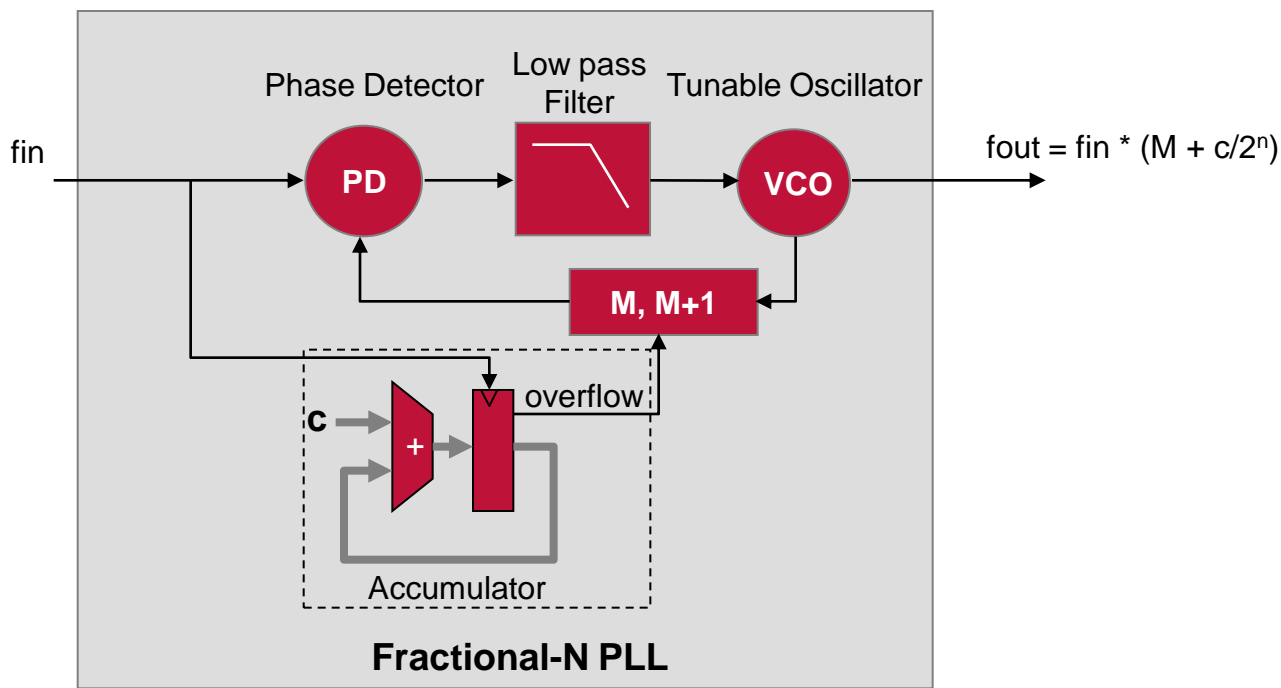 Phase Detector
Low pass
Filter
Tunable Oscillator
fin
PD
VCO
fout = fin * (M + c/2ⁿ)
M, M+1
overflow
c
+
Accumulator
Fractional-N PLL